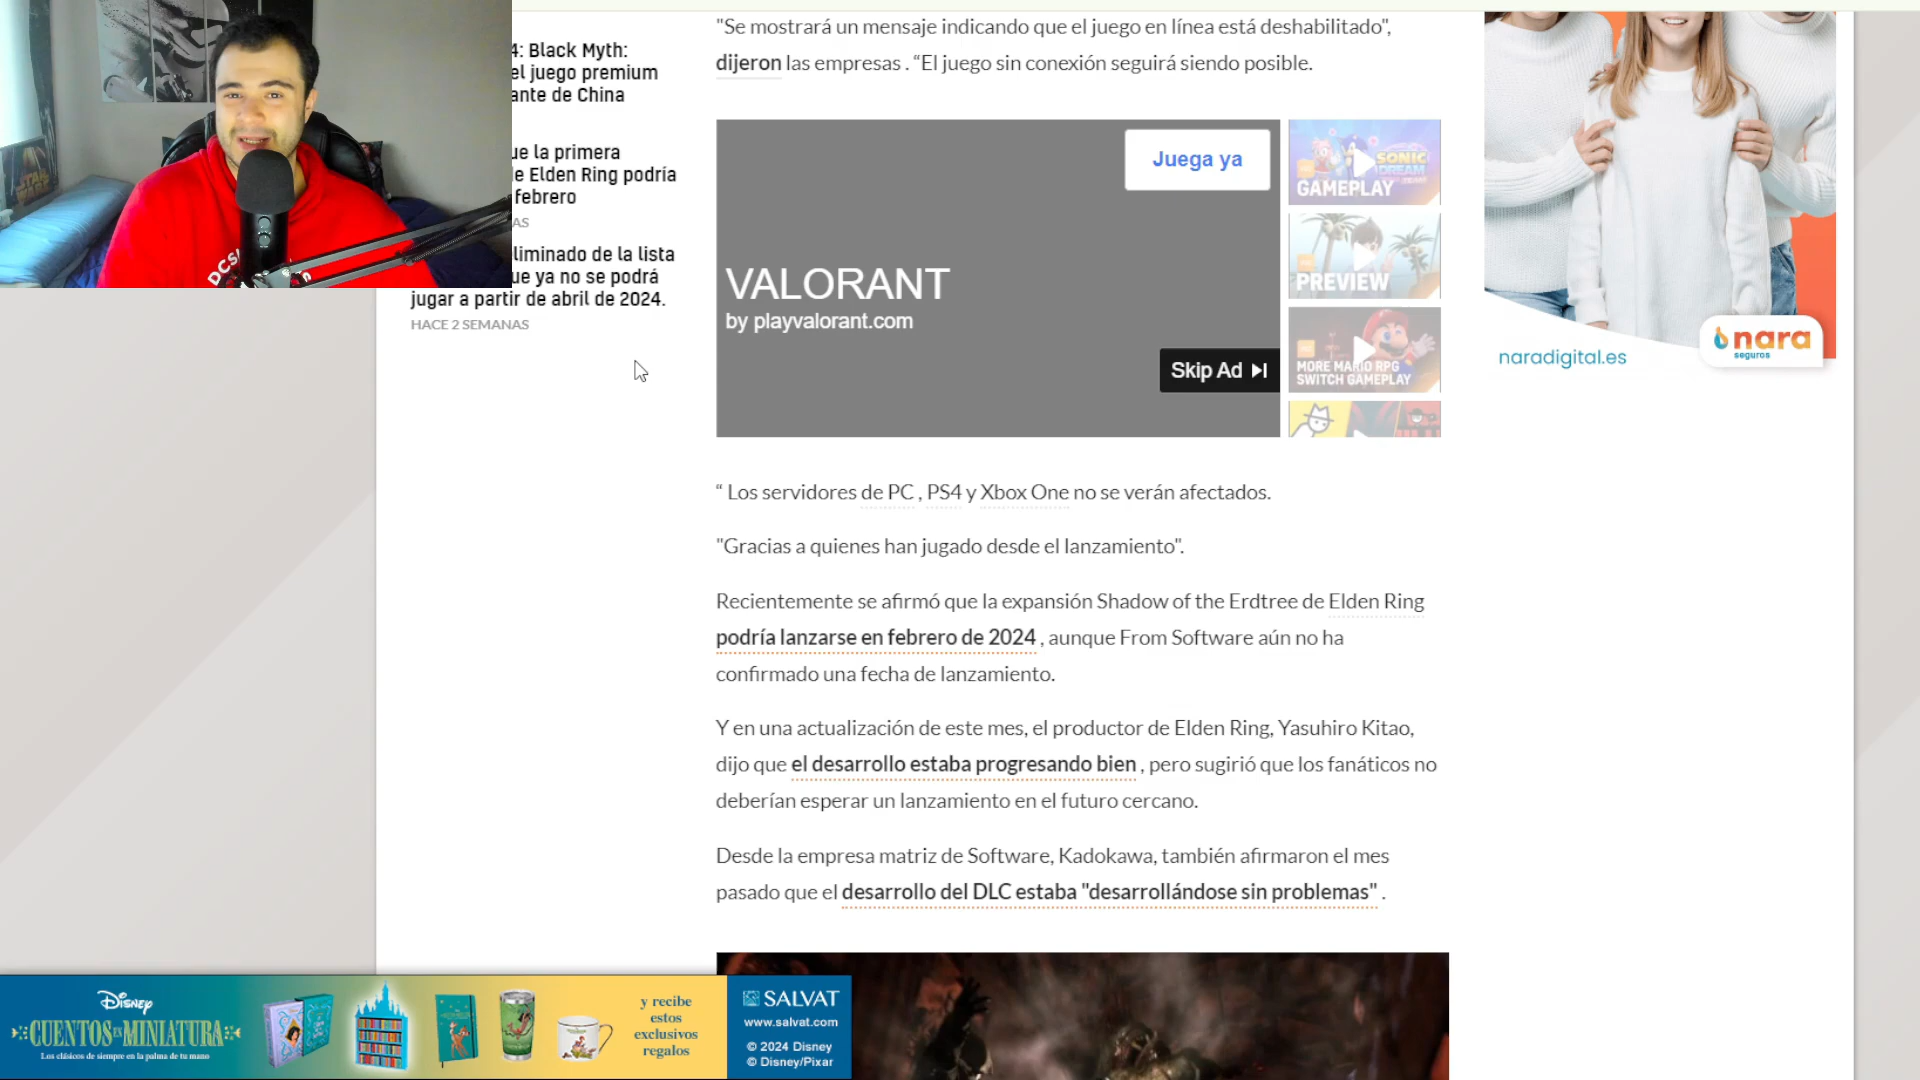 4: Black Myth:
el juego premium
ante de China
ue la primera
e Elden Ring podría
febrero
AS
liminado de la lista
ue ya no se podrá
jugar a partir de abril de 2024.
HACE 2 SEMANAS
DCS
"Se mostrará un mensaje indicando que el juego en línea está deshabilitado",
dijeron las empresas . “El juego sin conexión seguirá siendo posible.
Juega ya
VALORANT
by playvalorant.com
Skip Ad
SONIC
DREAM
GAMEPLAY
PREVIEW
MORE MARIO RPG
SWITCH GAMEPLAY
naradigital.es
nara
seguros
“ Los servidores de PC , PS4 y Xbox One no se verán afectados.
"Gracias a quienes han jugado desde el lanzamiento".
Recientemente se afirmó que la expansión Shadow of the Erdtree de Elden Ring
podría lanzarse en febrero de 2024 , aunque From Software aún no ha
confirmado una fecha de lanzamiento.
Y en una actualización de este mes, el productor de Elden Ring, Yasuhiro Kitao,
dijo que el desarrollo estaba progresando bien , pero sugirió que los fanáticos no
deberían esperar un lanzamiento en el futuro cercano.
Desde la empresa matriz de Software, Kadokawa, también afirmaron el mes
pasado que el desarrollo del DLC estaba "desarrollándose sin problemas" .
Disney
CUENTOS EN MINIATURA
Los clásicos de siempre en la palma de tu mano
y recibe
estos
exclusivos
regalos
SALVAT
www.salvat.com
© 2024 Disney
© Disney/Pixar